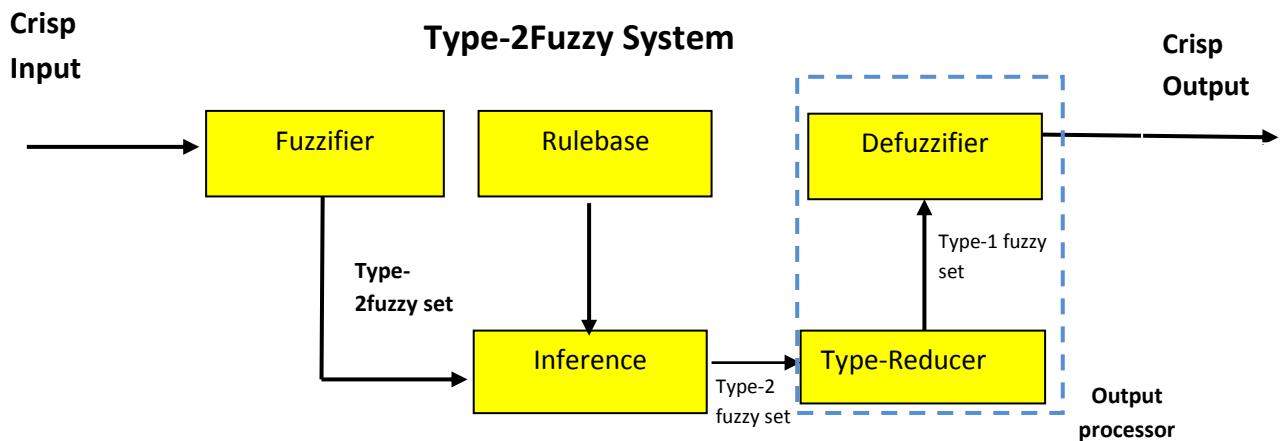 Crisp
Input
Type-2Fuzzy System
Crisp
Output
Fuzzifier
Rulebase
Defuzzifier
Type-
2fuzzy set
Type-1 fuzzy
set
Inference
Type-Reducer
Type-2
fuzzy set
Output
processor